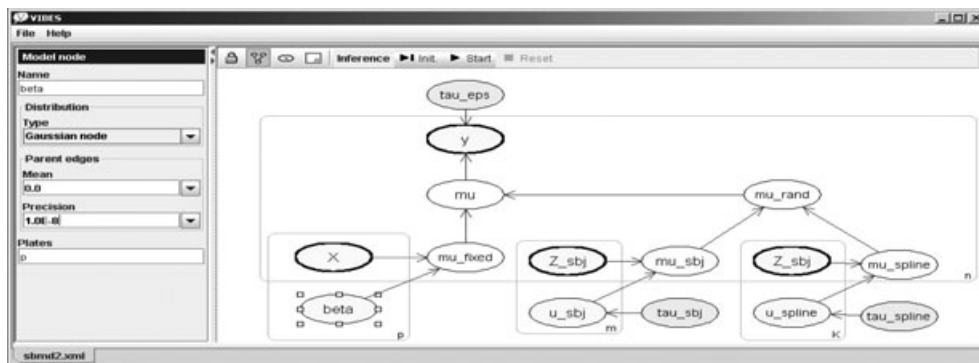 VIBES
File Help
Model node
Name
beta
Distribution
Type
Gaussian node
Parent edges
Mean
0.0
Precision
1.0E-8
Plates
p
Inference Init. Start Reset
tau_eps
y
mu
mu_rand
X
mu_fixed
Z_sbj
mu_sbj
Z_sbj
mu_spline
n
beta
u_sbj
tau_sbj
u_spline
tau_spline
p
m
K
sbmd2.xml